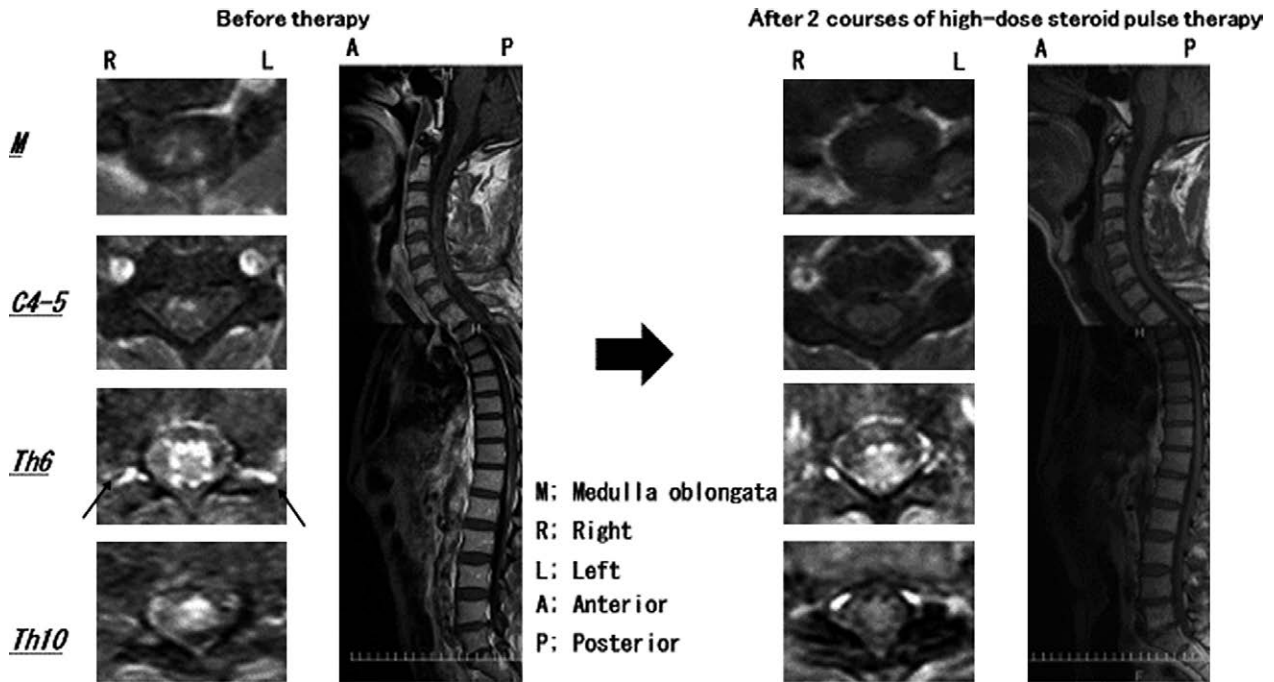 Before therapy
After 2 courses of high-dose steroid pulse therapy
R L
A P
R L
A P
M
C4-5
H
H
Th6
Th10
M; Medulla oblongata
R; Right
L; Left
A; Anterior
P; Posterior
F